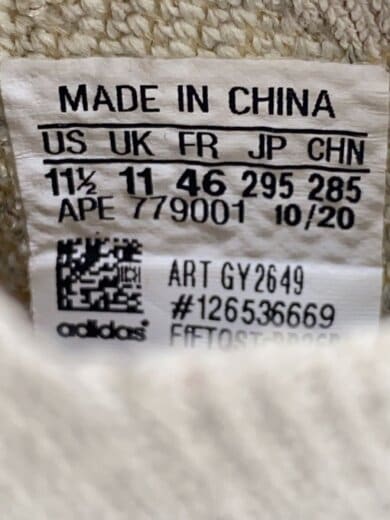 MADE IN CHINA
US UK FR JP CHN
11½ 11 46 295 285
APE 779001 10/20
ART GY2649
#126536669
adidas